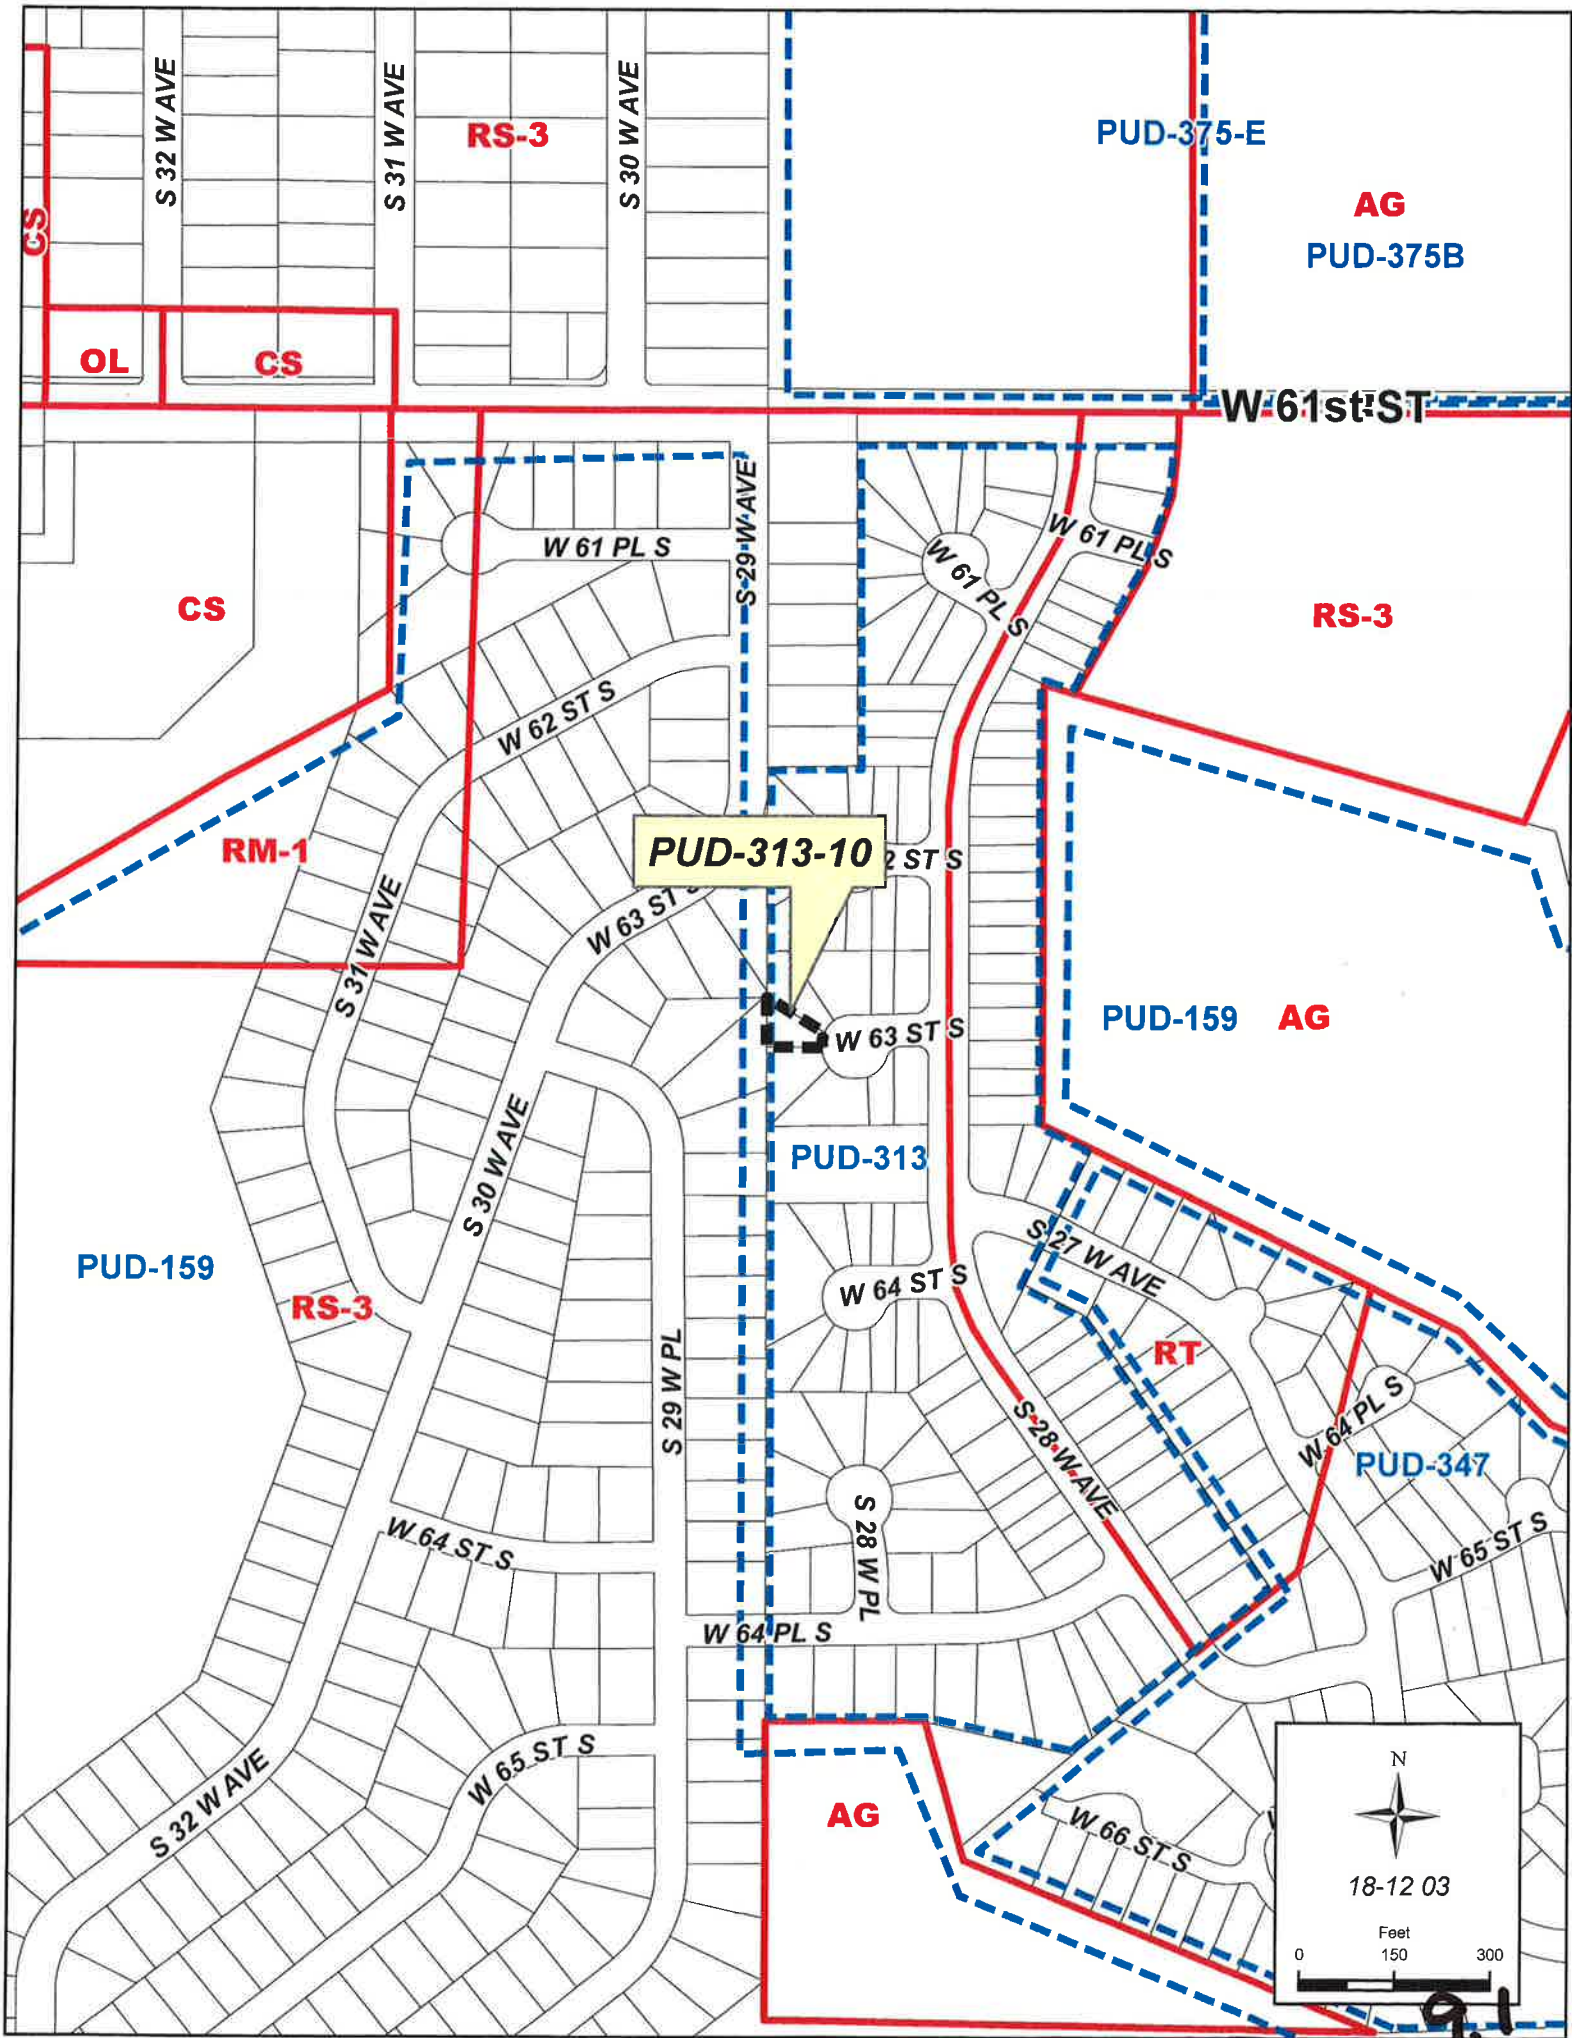 S 32 W AVE
S 31 W AVE
RS-3
S 30 W AVE
PUD-375-E
AG
PUD-375B
CS
OL
CS
W 61st ST
S 29 W AVE
W 61 PL S
W 61 PL S
W 61 PL S
CS
RS-3
W 62 ST S
RM-1
PUD-313-10
2 ST S
W 63 ST S
S 31 W AVE
W 63 ST S
PUD-159
AG
S 30 W AVE
PUD-313
PUD-159
S 27 W AVE
W 64 ST S
RS-3
RT
S 29 W PL
W 64 PL S
S 28 W AVE
PUD-347
S 28 W PL
W 64 ST S
W 65 ST S
W 64 PL S
W 65 ST S
S 32 W AVE
AG
W 66 ST S
N
18-12 03
Feet
0 150 300
9.1